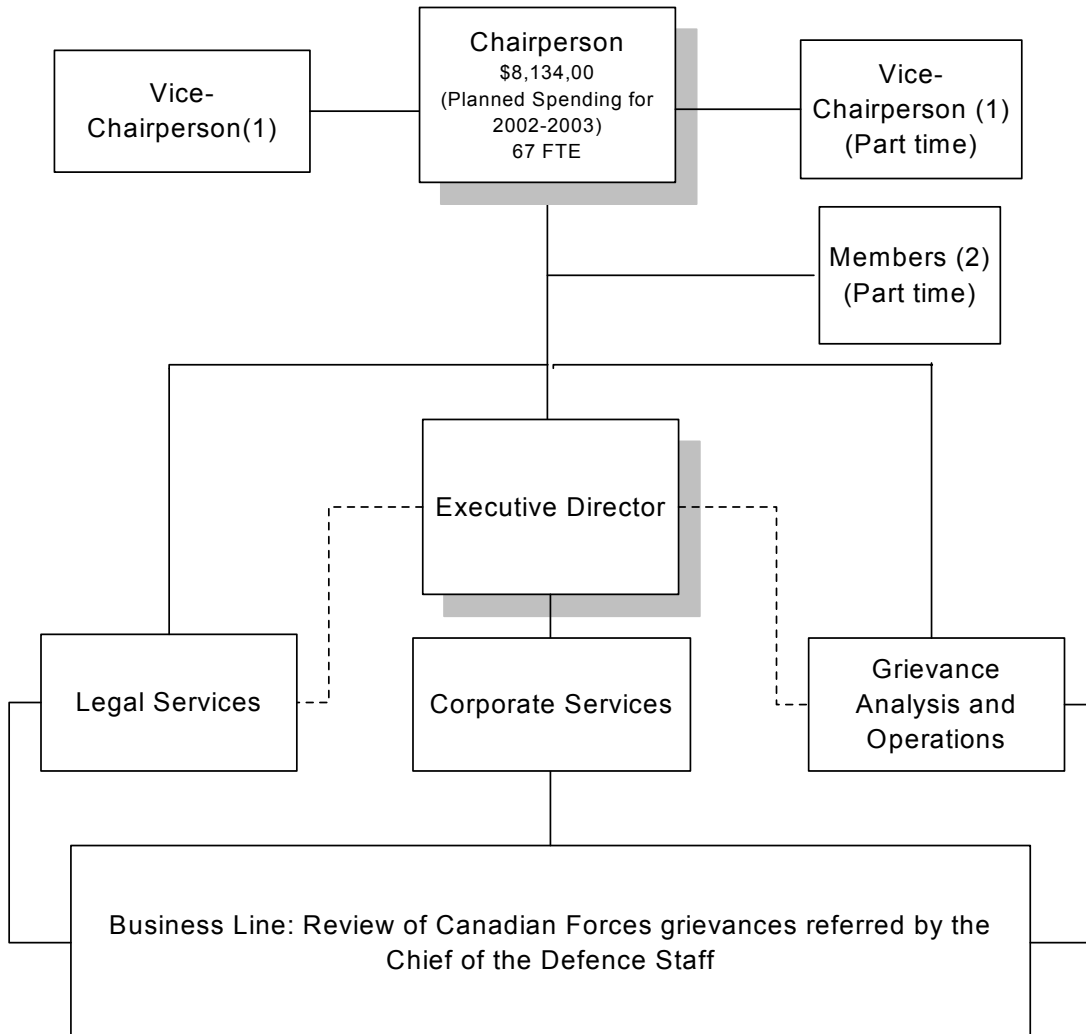 Vice-
Chairperson(1)
Chairperson
$8,134,00
(Planned Spending for
2002-2003)
67 FTE
Vice-
Chairperson (1)
(Part time)
Members (2)
(Part time)
Executive Director
Legal Services
Corporate Services
Grievance
Analysis and
Operations
Business Line: Review of Canadian Forces grievances referred by the
Chief of the Defence Staff